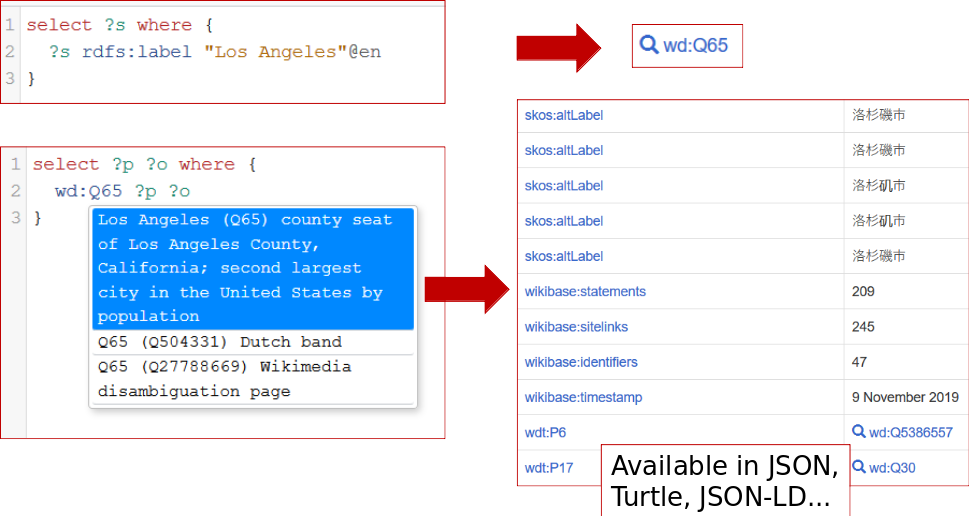 1 select ?s where {
2 ?s rdfs:label "Los Angeles"@en
3 }
wd:Q65
1 select ?p ?o where {
2 wd:Q65 ?p ?o
3 }
Los Angeles (Q65) county seat
of Los Angeles County,
California; second largest
city in the United States by
population
Q65 (Q504331) Dutch band
Q65 (Q27788669) Wikimedia
disambiguation page
skos:altLabel 洛杉磯市
skos:altLabel 洛杉磯市
skos:altLabel 洛杉矶市
skos:altLabel 洛杉矶市
skos:altLabel 洛杉磯市
wikibase:statements 209
wikibase:sitelinks 245
wikibase:identifiers 47
wikibase:timestamp 9 November 2019
wdt:P6 wd:Q5386557
wdt:P17 wd:Q30
Available in JSON,
Turtle, JSON-LD...